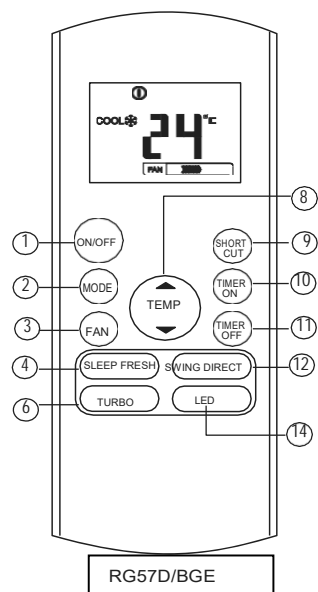 COOL 24°C
FAN
8
1 ON/OFF
SHORT CUT 9
2 MODE
TEMP
TIMER ON 10
3 FAN
TIMER OFF 11
4 SLEEP FRESH
SWING DIRECT 12
6 TURBO
LED 14
RG57D/BGE